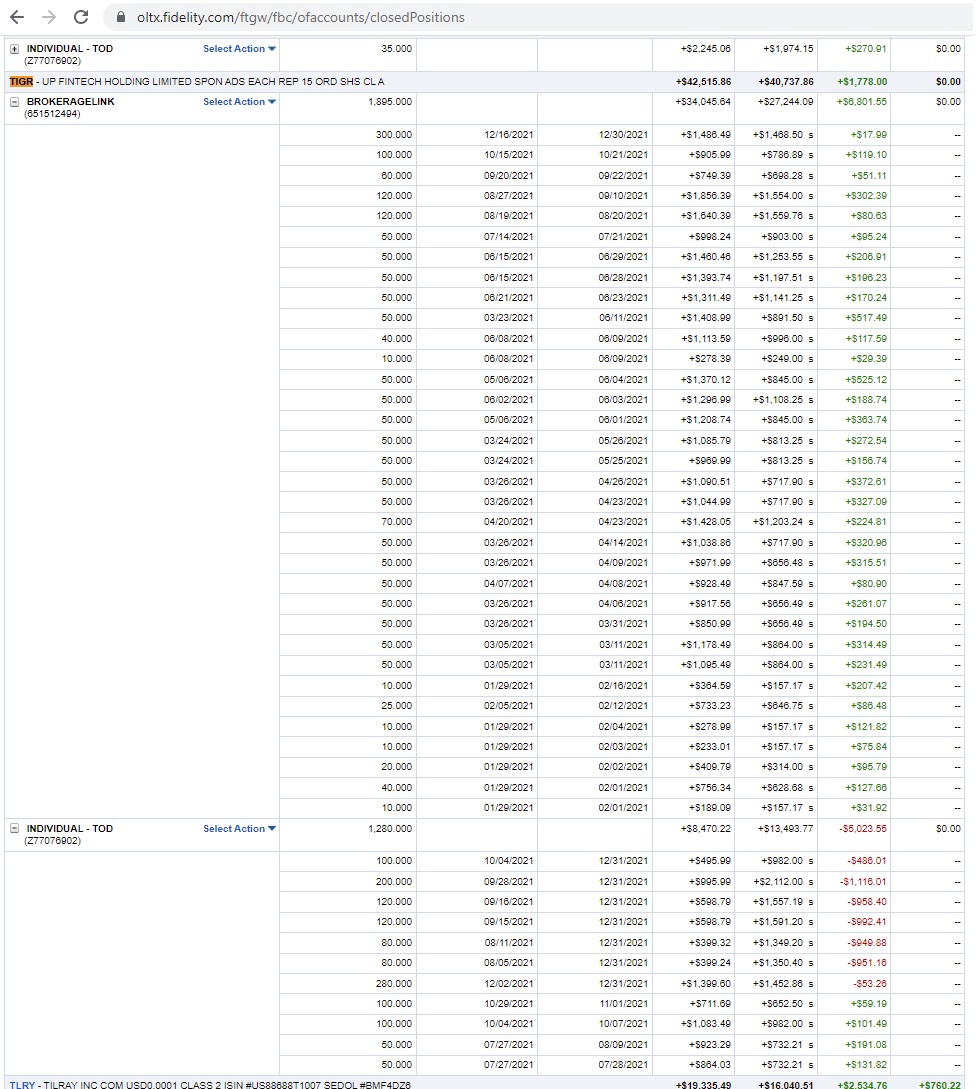 oltx.fidelity.com/ftgw/fbc/ofaccounts/closedPositions
INDIVIDUAL - TOD Select Action 35.000 +$2,245.06 +$1,974.15 +$270.91 $0.00
(Z77076902)
TIGR - UP FINTECH HOLDING LIMITED SPON ADS EACH REP 15 ORD SHS CL A +$42,515.86 +$40,737.86 +$1,778.00 $0.00
BROKERAGELINK Select Action 1,895.000 +$34,045.64 +$27,244.09 +$6,801.55 $0.00
(651512494)
300.000 12/16/2021 12/30/2021 +$1,486.49 +$1,468.50 s +$17.99 --
100.000 10/15/2021 10/21/2021 +$905.99 +$786.89 s +$119.10 --
60.000 09/20/2021 09/22/2021 +$749.39 +$698.28 s +$51.11 --
120.000 08/27/2021 09/10/2021 +$1,856.39 +$1,554.00 s +$302.39 --
120.000 08/19/2021 08/20/2021 +$1,640.39 +$1,559.76 s +$80.63 --
50.000 07/14/2021 07/21/2021 +$998.24 +$903.00 s +$95.24 --
50.000 06/15/2021 06/29/2021 +$1,460.46 +$1,253.55 s +$206.91 --
50.000 06/15/2021 06/28/2021 +$1,393.74 +$1,197.51 s +$196.23 --
50.000 06/21/2021 06/23/2021 +$1,311.49 +$1,141.25 s +$170.24 --
50.000 03/23/2021 06/11/2021 +$1,408.99 +$891.50 s +$517.49 --
40.000 06/08/2021 06/09/2021 +$1,113.59 +$996.00 s +$117.59 --
10.000 06/08/2021 06/09/2021 +$278.39 +$249.00 s +$29.39 --
50.000 05/06/2021 06/04/2021 +$1,370.12 +$845.00 s +$525.12 --
50.000 06/02/2021 06/03/2021 +$1,296.99 +$1,108.25 s +$188.74 --
50.000 05/06/2021 06/01/2021 +$1,208.74 +$845.00 s +$363.74 --
50.000 03/24/2021 05/26/2021 +$1,085.79 +$813.25 s +$272.54 --
50.000 03/24/2021 05/25/2021 +$969.99 +$813.25 s +$156.74 --
50.000 03/26/2021 04/26/2021 +$1,090.51 +$717.90 s +$372.61 --
50.000 03/26/2021 04/23/2021 +$1,044.99 +$717.90 s +$327.09 --
70.000 04/20/2021 04/23/2021 +$1,428.05 +$1,203.24 s +$224.81 --
50.000 03/26/2021 04/14/2021 +$1,038.86 +$717.90 s +$320.96 --
50.000 03/26/2021 04/09/2021 +$971.99 +$656.48 s +$315.51 --
50.000 04/07/2021 04/08/2021 +$928.49 +$847.59 s +$80.90 --
50.000 03/26/2021 04/06/2021 +$917.56 +$656.49 s +$261.07 --
50.000 03/26/2021 03/31/2021 +$850.99 +$656.49 s +$194.50 --
50.000 03/05/2021 03/11/2021 +$1,178.49 +$864.00 s +$314.49 --
50.000 03/05/2021 03/11/2021 +$1,095.49 +$864.00 s +$231.49 --
10.000 01/29/2021 02/16/2021 +$364.59 +$157.17 s +$207.42 --
25.000 02/05/2021 02/12/2021 +$733.23 +$646.75 s +$86.48 --
10.000 01/29/2021 02/04/2021 +$278.99 +$157.17 s +$121.82 --
10.000 01/29/2021 02/03/2021 +$233.01 +$157.17 s +$75.84 --
20.000 01/29/2021 02/02/2021 +$409.79 +$314.00 s +$95.79 --
40.000 01/29/2021 02/01/2021 +$756.34 +$628.68 s +$127.66 --
10.000 01/29/2021 02/01/2021 +$189.09 +$157.17 s +$31.92 --
INDIVIDUAL - TOD Select Action 1,280.000 +$8,470.22 +$13,493.77 -$5,023.55 $0.00
(Z77076902)
100.000 10/04/2021 12/31/2021 +$495.99 +$982.00 s -$486.01 --
200.000 09/28/2021 12/31/2021 +$995.99 +$2,112.00 s -$1,116.01 --
120.000 09/16/2021 12/31/2021 +$598.79 +$1,557.19 s -$958.40 --
120.000 09/15/2021 12/31/2021 +$598.79 +$1,591.20 s -$992.41 --
80.000 08/11/2021 12/31/2021 +$399.32 +$1,349.20 s -$949.88 --
80.000 08/05/2021 12/31/2021 +$399.24 +$1,350.40 s -$951.16 --
280.000 12/02/2021 12/31/2021 +$1,399.60 +$1,452.86 s -$53.26 --
100.000 10/29/2021 11/01/2021 +$711.69 +$652.50 s +$59.19 --
100.000 10/04/2021 10/07/2021 +$1,083.49 +$982.00 s +$101.49 --
50.000 07/27/2021 08/09/2021 +$923.29 +$732.21 s +$191.08 --
50.000 07/27/2021 07/28/2021 +$864.03 +$732.21 s +$131.82 --
TLRY - TILRAY INC COM USD0.0001 CLASS 2 ISIN #US88688T1007 SEDOL #BMF4DZ6 +$19,335.49 +$16,040.51 +$2,534.76 +$760.22